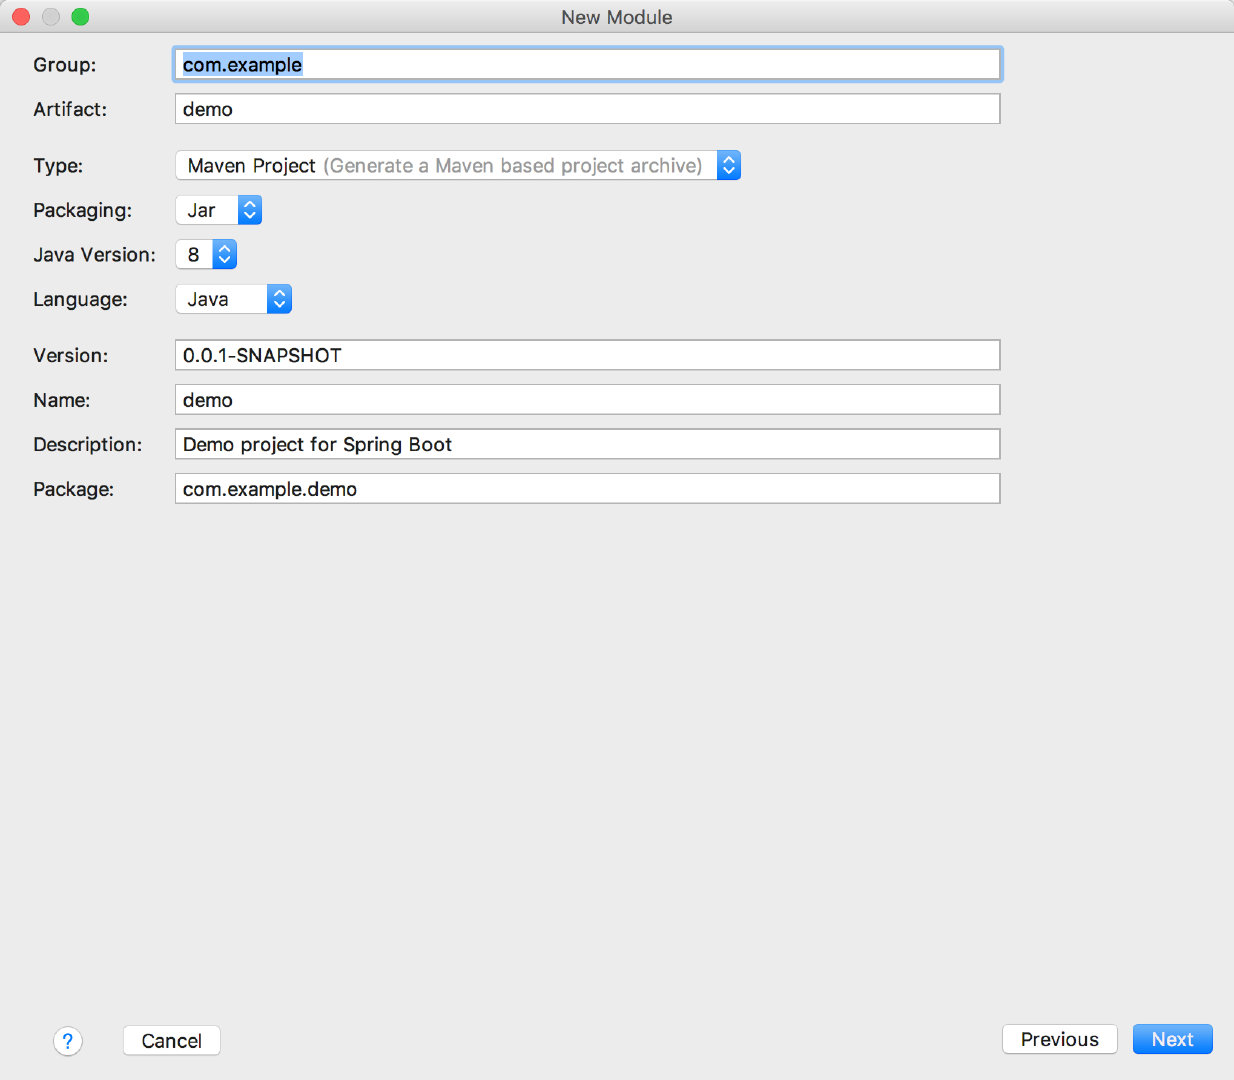 New Module
Group: com.example
Artifact: demo
Type: Maven Project (Generate a Maven based project archive)
Packaging: Jar
Java Version: 8
Language: Java
Version: 0.0.1-SNAPSHOT
Name: demo
Description: Demo project for Spring Boot
Package: com.example.demo
? Cancel Previous Next